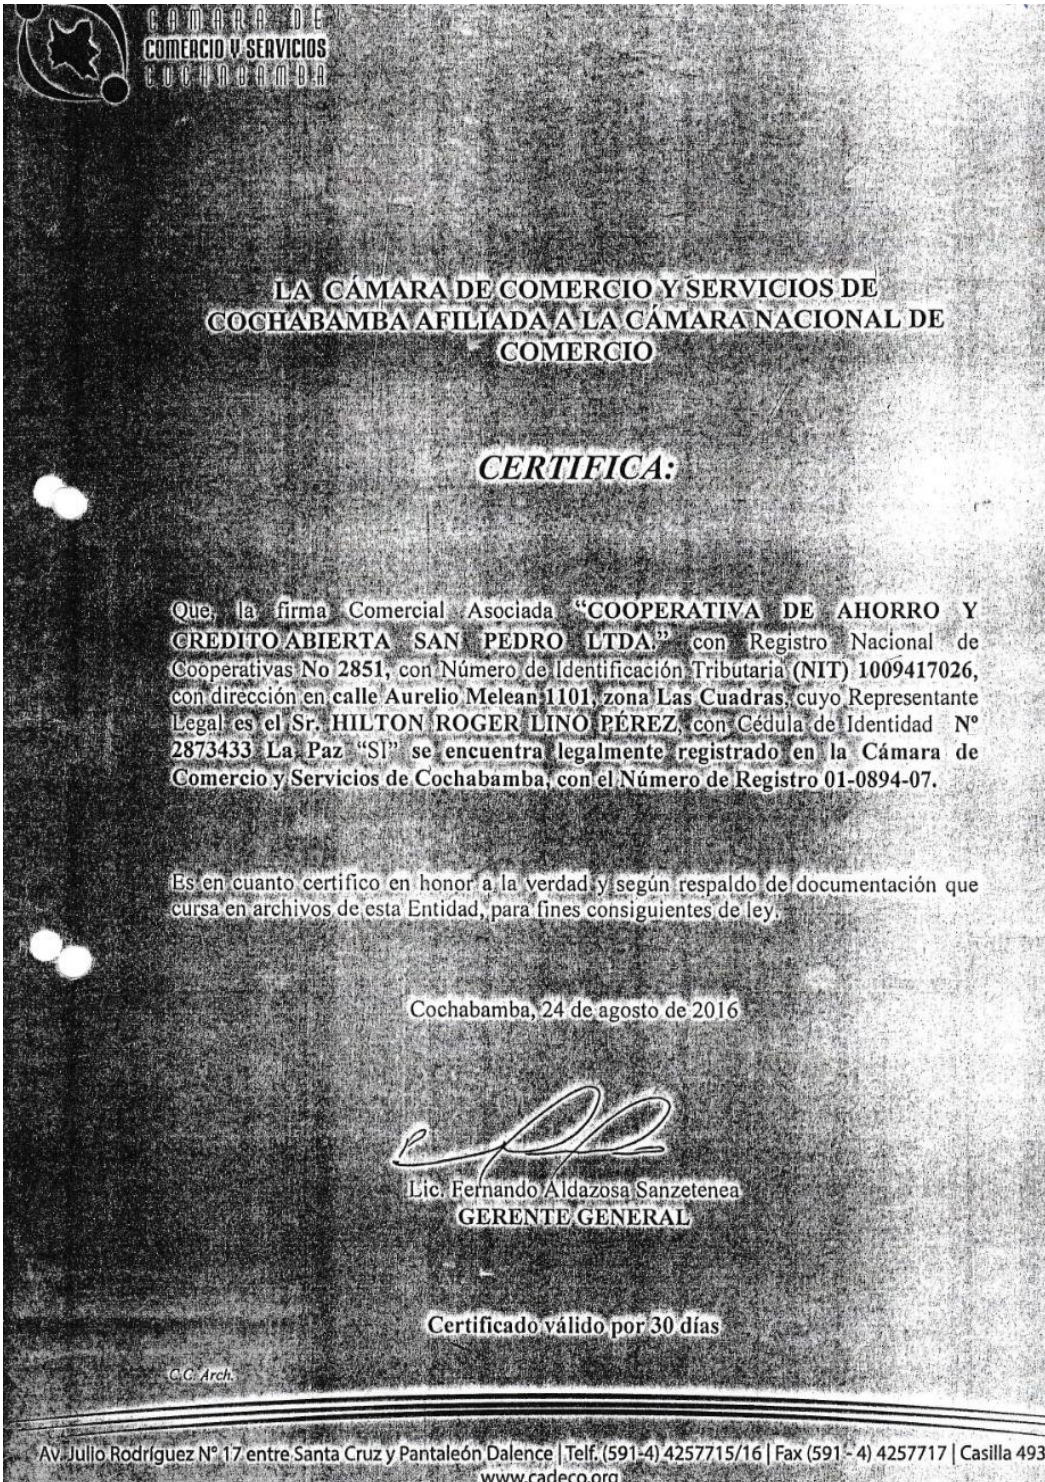 CÁMARA DE
COMERCIO Y SERVICIOS
COCHABAMBA
LA CÁMARA DE COMERCIO Y SERVICIOS DE
COCHABAMBA AFILIADA A LA CÁMARA NACIONAL DE
COMERCIO
CERTIFICA:
Que, la firma Comercial Asociada “COOPERATIVA DE AHORRO Y
CREDITO ABIERTA SAN PEDRO LTDA.” con Registro Nacional de
Cooperativas No 2851, con Número de Identificación Tributaria (NIT) 1009417026,
con dirección en calle Aurelio Melean 1101, zona Las Cuadras, cuyo Representante
Legal es el Sr. HILTON ROGER LINO PÉREZ, con Cédula de Identidad Nº
2873433 La Paz “SI” se encuentra legalmente registrado en la Cámara de
Comercio y Servicios de Cochabamba, con el Número de Registro 01-0894-07.
Es en cuanto certifico en honor a la verdad y según respaldo de documentación que
cursa en archivos de esta Entidad, para fines consiguientes de ley.
Cochabamba, 24 de agosto de 2016
Lic. Fernando Aldazosa Sanzetenea
GERENTE GENERAL
Certificado válido por 30 días
C.C. Arch.
Av. Julio Rodríguez Nº 17 entre Santa Cruz y Pantaleón Dalence | Telf. (591-4) 4257715/16 | Fax (591 - 4) 4257717 | Casilla 493
www.cadeco.org